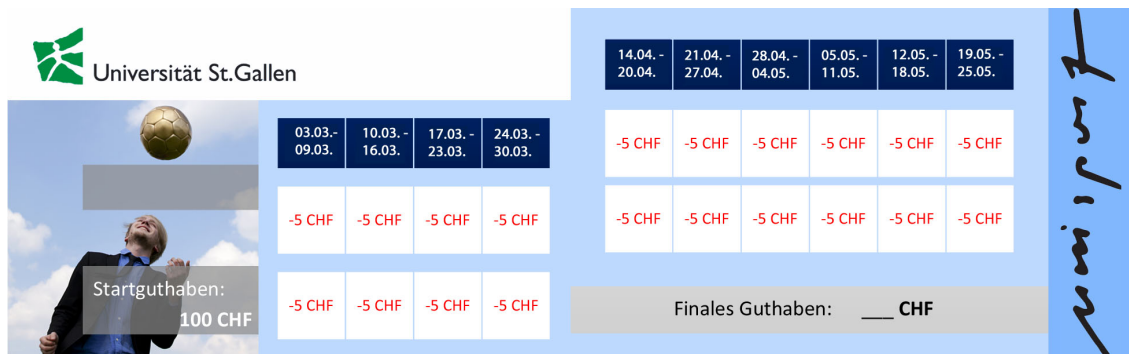 Universität St.Gallen
03.03.- 09.03.
10.03. - 16.03.
17.03. - 23.03.
24.03. - 30.03.
-5 CHF -5 CHF -5 CHF -5 CHF
-5 CHF -5 CHF -5 CHF -5 CHF
Startguthaben:
100 CHF
14.04. - 20.04.
21.04. - 27.04.
28.04. - 04.05.
05.05. - 11.05.
12.05. - 18.05.
19.05. - 25.05.
-5 CHF -5 CHF -5 CHF -5 CHF -5 CHF -5 CHF
-5 CHF -5 CHF -5 CHF -5 CHF -5 CHF -5 CHF
Finales Guthaben: ___ CHF
unisport